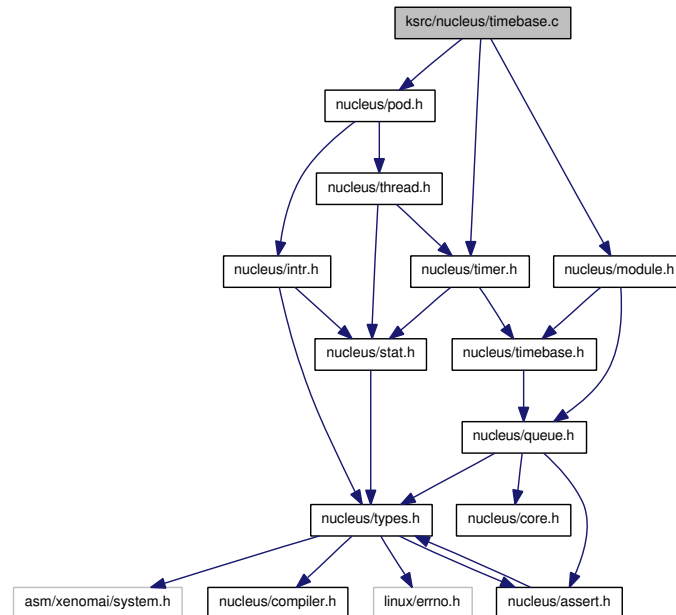 ksrc/nucleus/timebase.c
nucleus/pod.h
nucleus/thread.h
nucleus/intr.h
nucleus/timer.h
nucleus/module.h
nucleus/stat.h
nucleus/timebase.h
nucleus/queue.h
nucleus/types.h
nucleus/core.h
asm/xenomai/system.h
nucleus/compiler.h
linux/errno.h
nucleus/assert.h